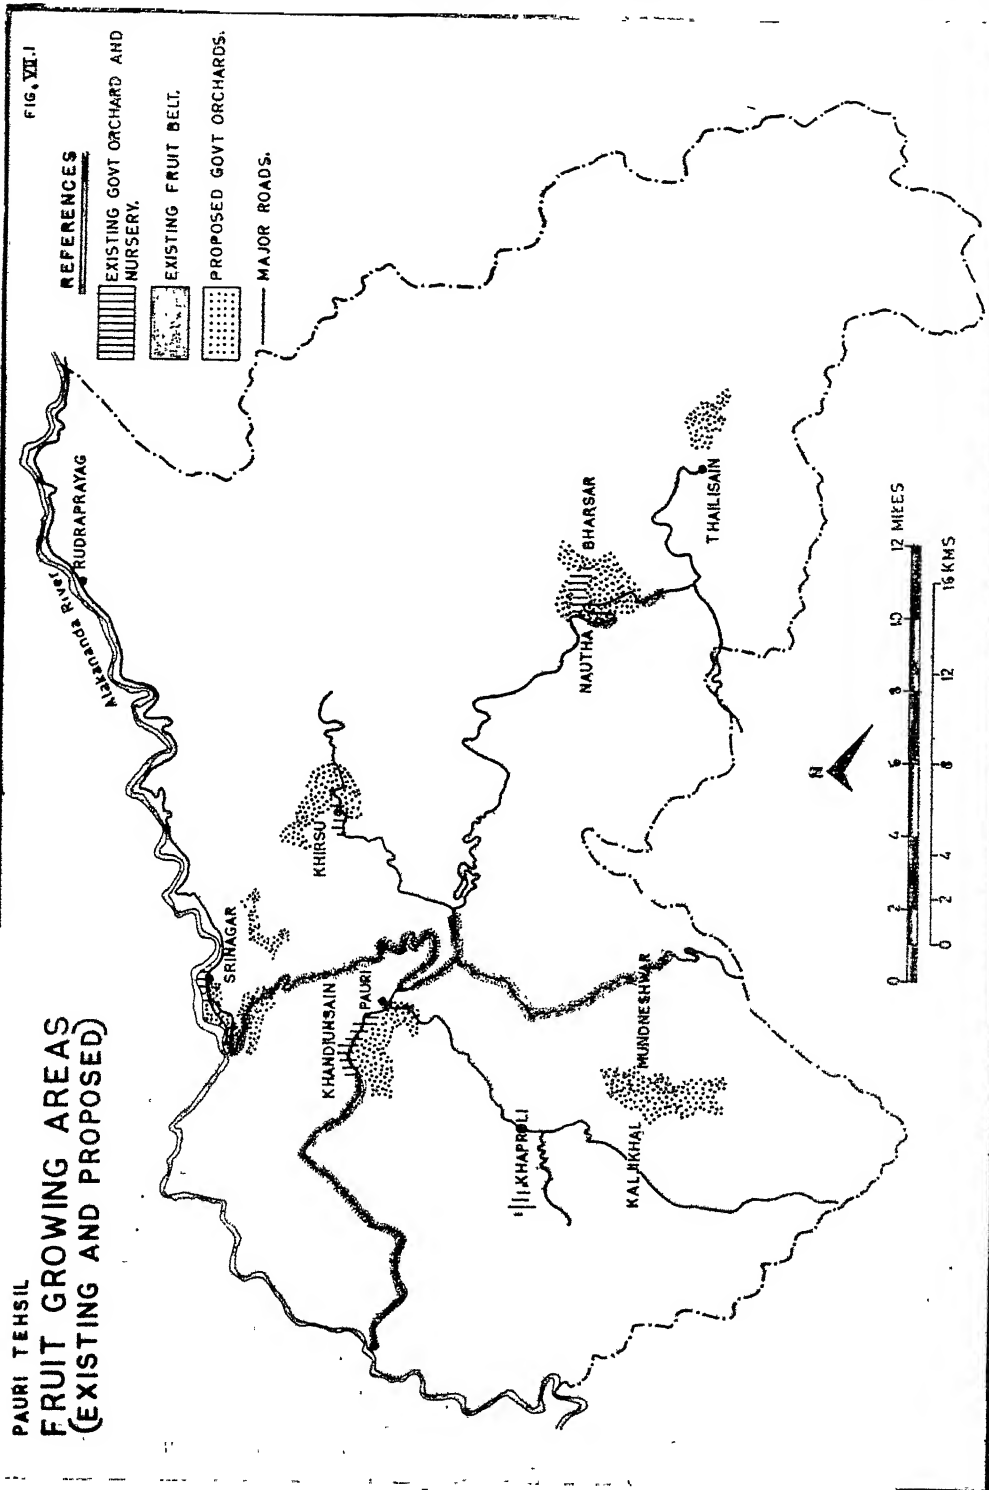 PAURI TEHSIL
FRUIT GROWING AREAS
(EXISTING AND PROPOSED)
FIG. VII.1
REFERENCES
EXISTING GOVT ORCHARD AND
NURSERY.
EXISTING FRUIT BELT.
PROPOSED GOVT ORCHARDS.
MAJOR ROADS.
Alakananda River
RUDRAPRAYAG
SRINAGAR
KHIRSU
KHANDIUNSAIN
PAURI
BHARSAR
NAUTHA
THAILISAIN
KHAPROLI
MUNDNESHWAR
KALJIKHAL
N
0 2 4 6 8 10 12 MILES
0 2 4 8 12 16 KMS